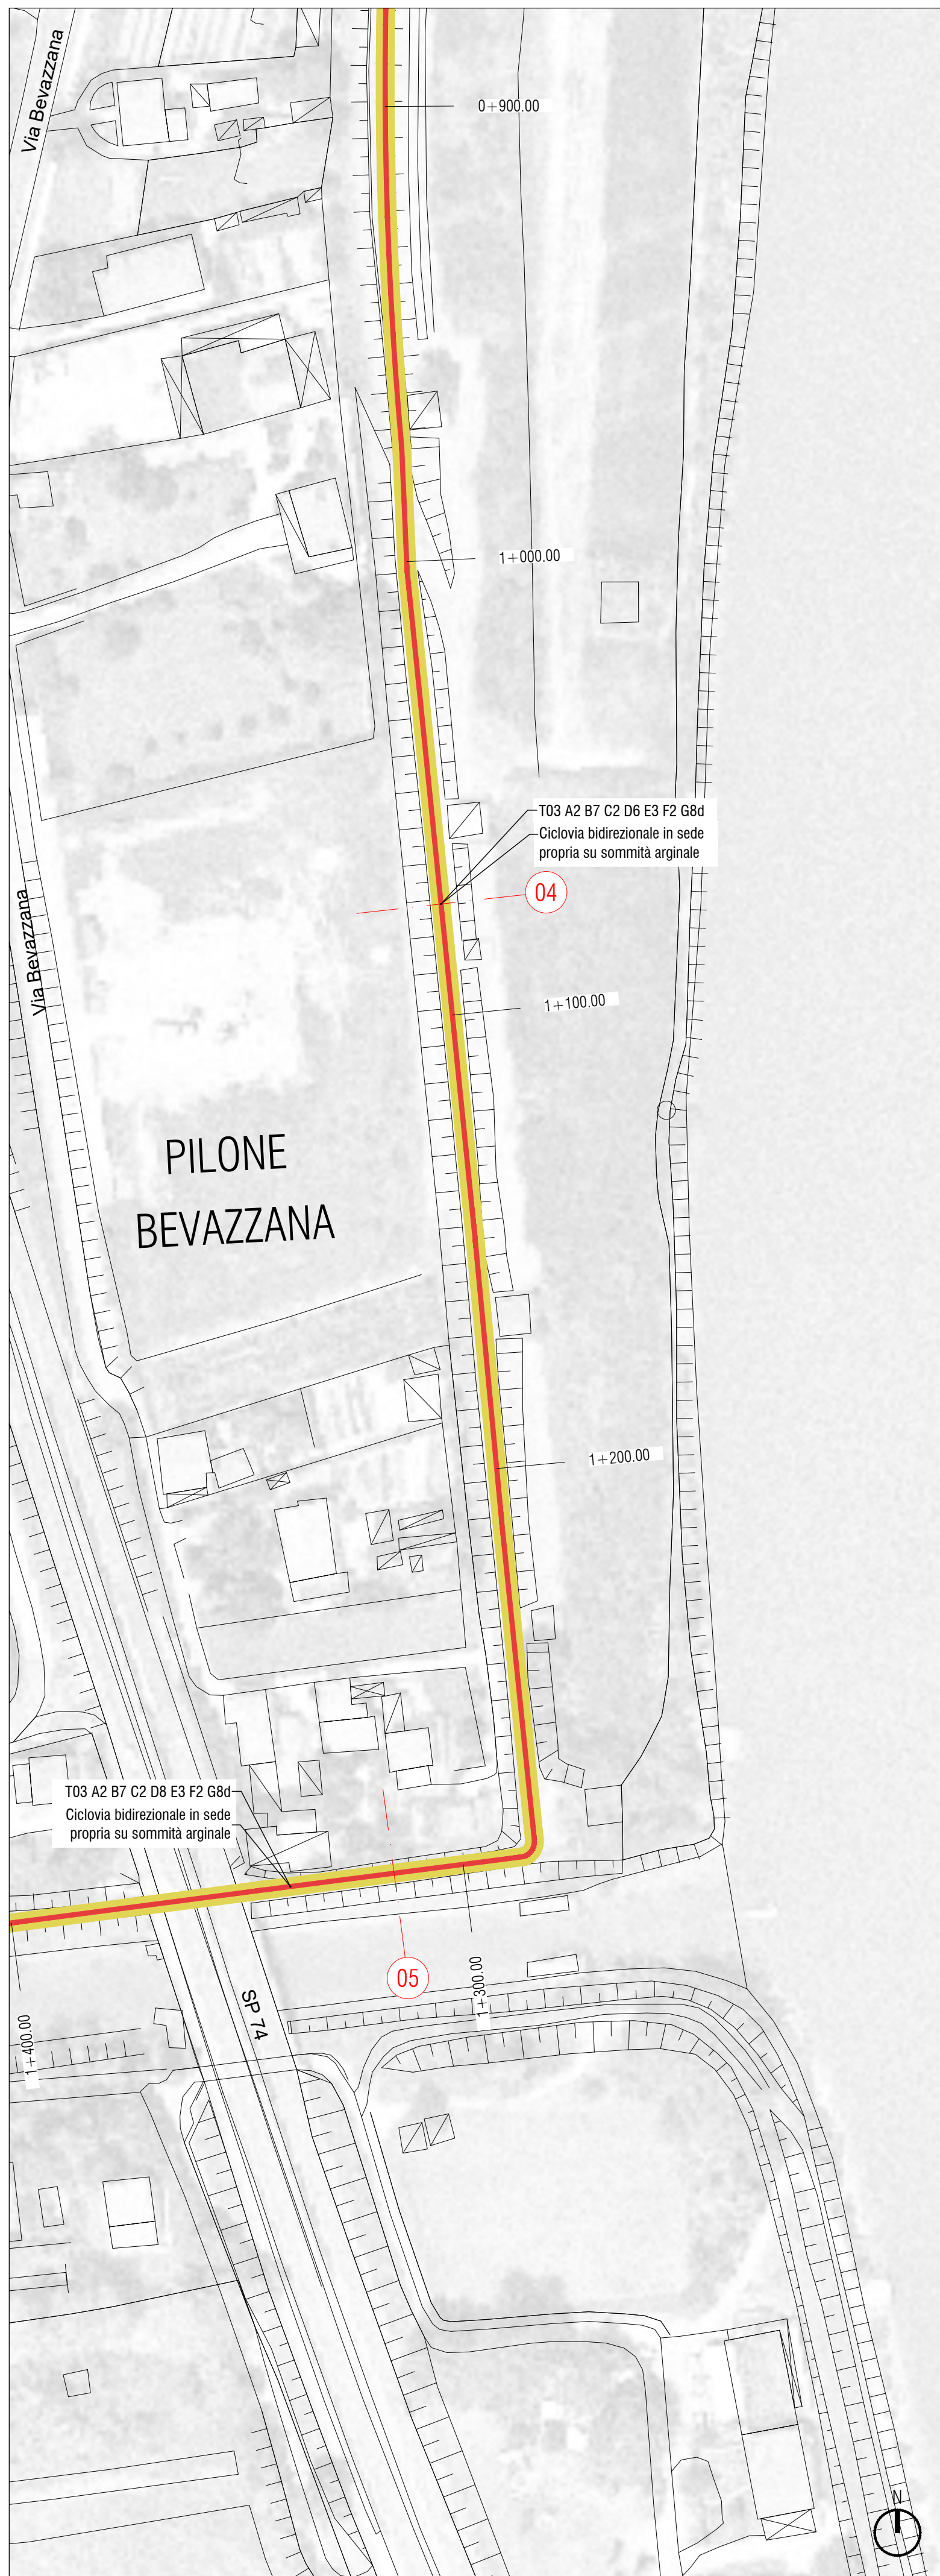 Via Bevazzana
0+900.00
1+000.00
T03 A2 B7 C2 D6 E3 F2 G8d
Ciclovia bidirezionale in sede
propria su sommità arginale
04
Via Bevazzana
1+100.00
PILONE
BEVAZZANA
1+200.00
T03 A2 B7 C2 D8 E3 F2 G8d
Ciclovia bidirezionale in sede
propria su sommità arginale
05
1+300.00
SP 74
1+400.00
N